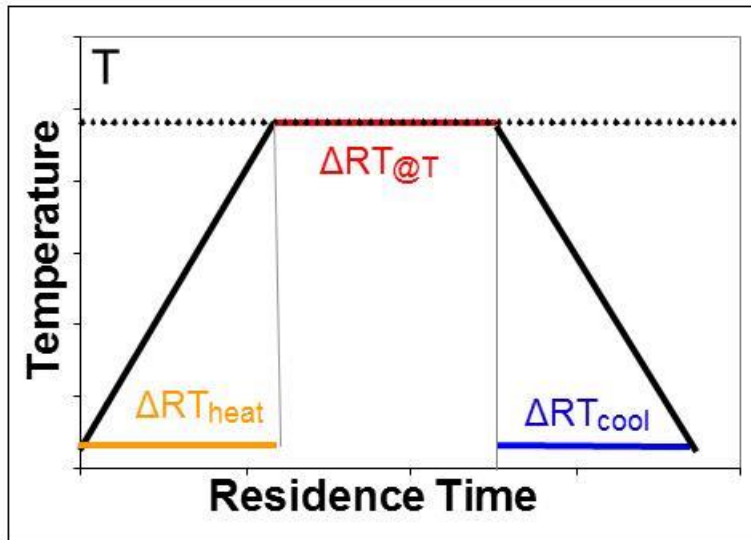 T
ΔRT@T
Temperature
ΔRTheat
ΔRTcool
Residence Time